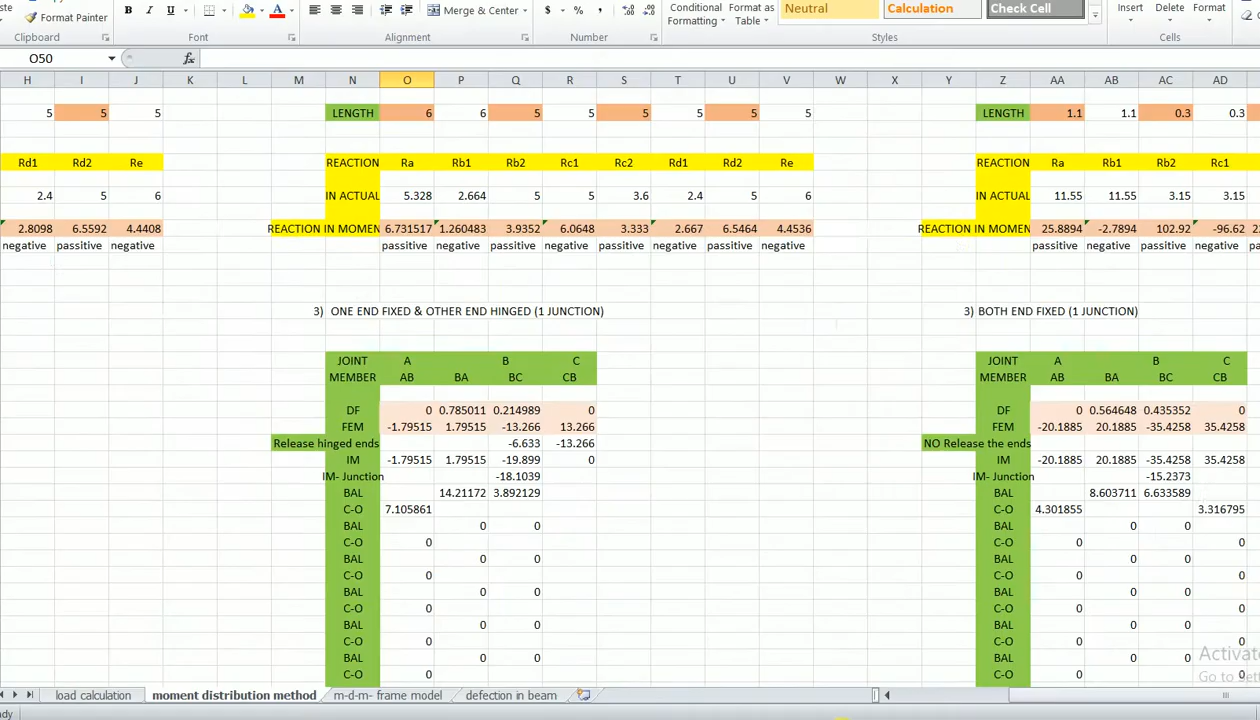 Format Painter
B I U
Merge & Center
$ % ,
Conditional Formatting
Format as Table
Neutral
Calculation
Check Cell
Insert Delete Format
Clipboard Font Alignment Number Styles Cells
O50 fx
H I J K L M N O P Q R S T U V W X Y Z AA AB AC AD
5 5 5 LENGTH 6 6 5 5 5 5 5 5 LENGTH 1.1 1.1 0.3 0.3
Rd1 Rd2 Re REACTION Ra Rb1 Rb2 Rc1 Rc2 Rd1 Rd2 Re REACTION Ra Rb1 Rb2 Rc1
2.4 5 6 IN ACTUAL 5.328 2.664 5 5 3.6 2.4 5 6 IN ACTUAL 11.55 11.55 3.15 3.15
2.8098 6.5592 4.4408 REACTION IN MOMEN 6.731517 1.260483 3.9352 6.0648 3.333 2.667 6.5464 4.4536 REACTION IN MOMEN 25.8894 -2.7894 102.92 -96.62
negative passitive negative passitive negative passitive negative passitive negative passitive negative passitive negative passitive negative
3) ONE END FIXED & OTHER END HINGED (1 JUNCTION) 3) BOTH END FIXED (1 JUNCTION)
JOINT A B C JOINT A B C
MEMBER AB BA BC CB MEMBER AB BA BC CB
DF 0 0.785011 0.214989 0 DF 0 0.564648 0.435352 0
FEM -1.79515 1.79515 -13.266 13.266 FEM -20.1885 20.1885 -35.4258 35.4258
Release hinged ends -6.633 -13.266 NO Release the ends
IM -1.79515 1.79515 -19.899 0 IM -20.1885 20.1885 -35.4258 35.4258
IM- Junction -18.1039 IM- Junction -15.2373
BAL 14.21172 3.892129 BAL 8.603711 6.633589
C-O 7.105861 C-O 4.301855 3.316795
BAL 0 0 BAL 0 0
C-O 0 C-O 0 0
BAL 0 0 BAL 0 0
C-O 0 C-O 0 0
BAL 0 0 BAL 0 0
C-O 0 C-O 0 0
BAL 0 0 BAL 0 0
C-O 0 C-O 0 0
BAL 0 0 BAL 0 0
C-O 0 C-O 0 0
load calculation moment distribution method m-d-m- frame model defection in beam